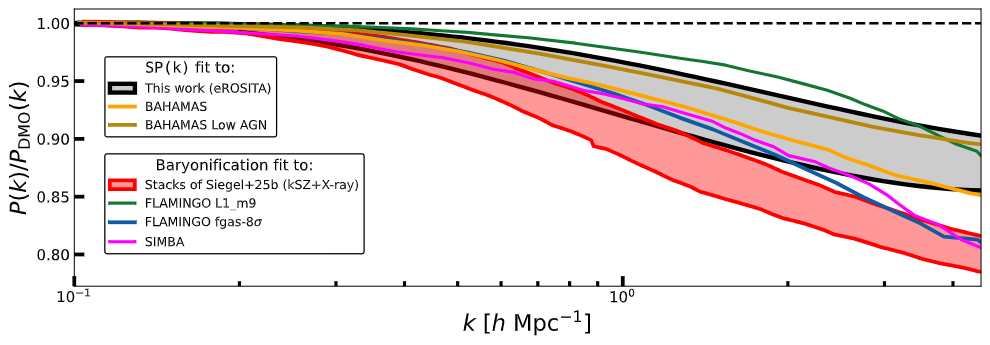 1.00
0.95
0.90
0.85
0.80
P(k)/P_DMO(k)
SP(k) fit to:
This work (eROSITA)
BAHAMAS
BAHAMAS Low AGN
Baryonification fit to:
Stacks of Siegel+25b (kSZ+X-ray)
FLAMINGO L1_m9
FLAMINGO fgas-8σ
SIMBA
10⁻¹
10⁰
k [h Mpc⁻¹]